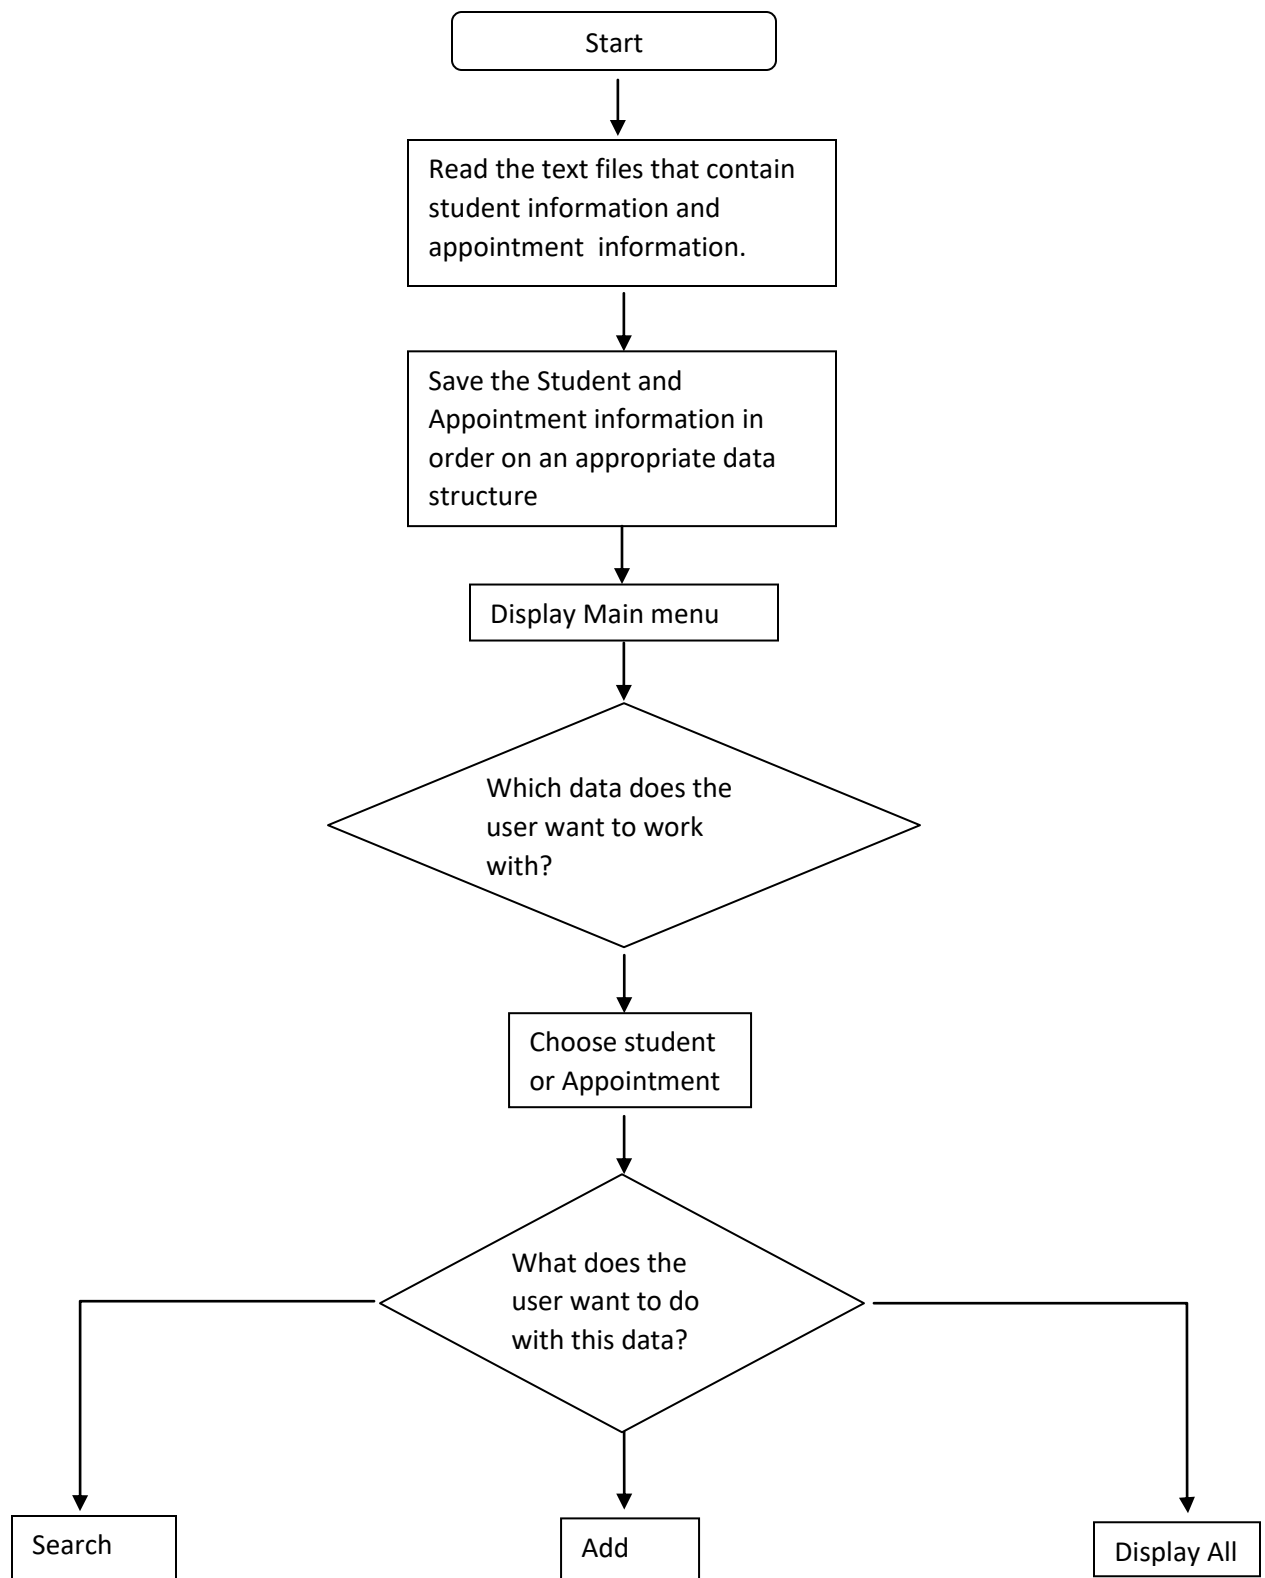 Start
Read the text files that contain
student information and
appointment  information.
Save the Student and
Appointment information in
order on an appropriate data
structure
Display Main menu
Which data does the
user want to work
with?
Choose student
or Appointment
What does the
user want to do
with this data?
Search
Add
Display All